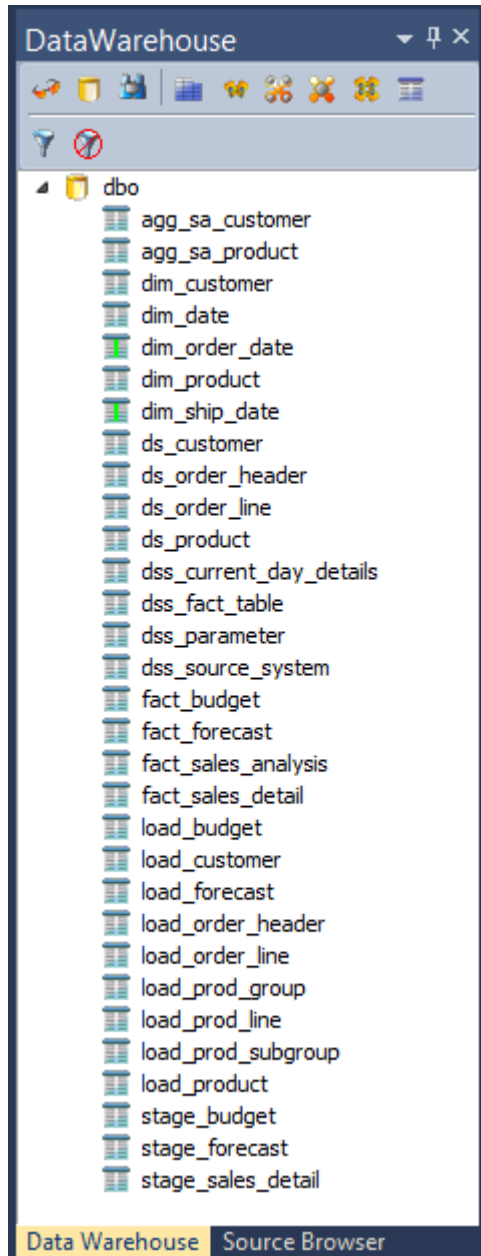 DataWarehouse
dbo
agg_sa_customer
agg_sa_product
dim_customer
dim_date
dim_order_date
dim_product
dim_ship_date
ds_customer
ds_order_header
ds_order_line
ds_product
dss_current_day_details
dss_fact_table
dss_parameter
dss_source_system
fact_budget
fact_forecast
fact_sales_analysis
fact_sales_detail
load_budget
load_customer
load_forecast
load_order_header
load_order_line
load_prod_group
load_prod_line
load_prod_subgroup
load_product
stage_budget
stage_forecast
stage_sales_detail
Data Warehouse Source Browser